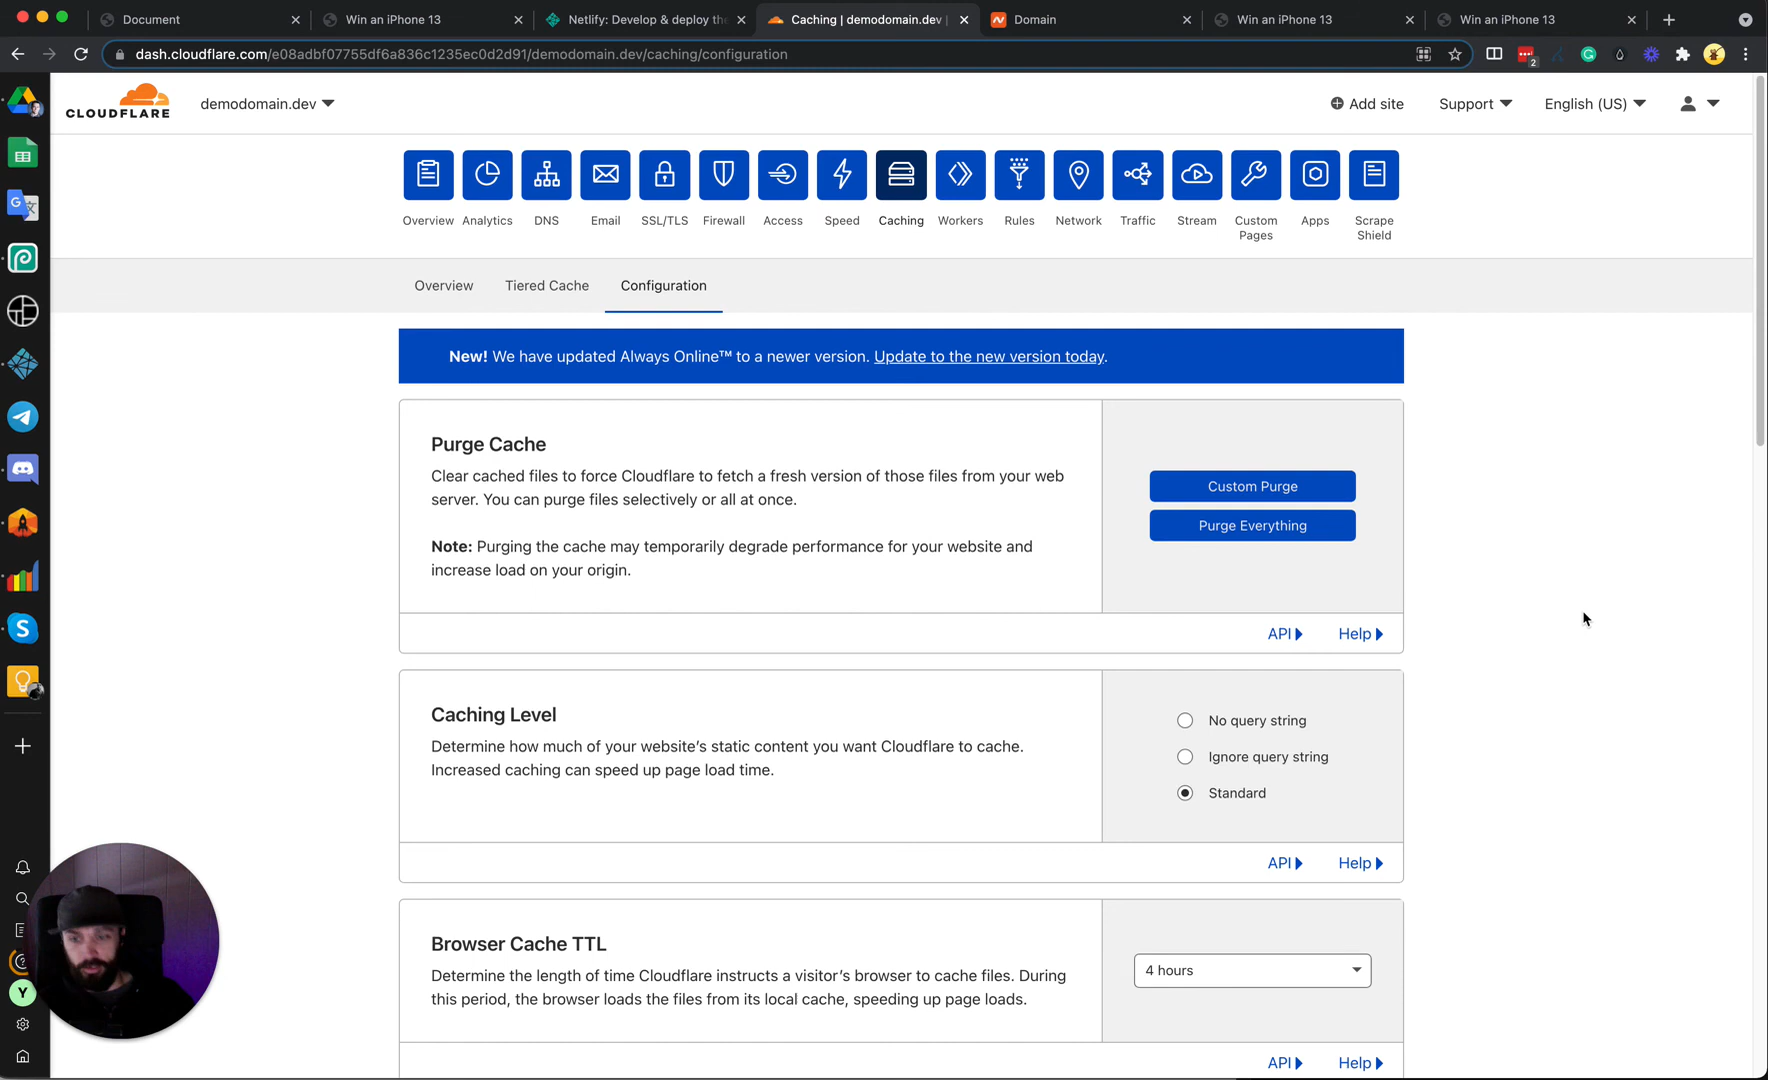 Document
Win an iPhone 13
Netlify: Develop & deploy the
Caching | demodomain.dev |
Domain
Win an iPhone 13
Win an iPhone 13
dash.cloudflare.com/e08adbf07755df6a836c1235ec0d2d91/demodomain.dev/caching/configuration
2
CLOUDFLARE
demodomain.dev
Add site
Support
English (US)
Overview
Analytics
DNS
Email
SSL/TLS
Firewall
Access
Speed
Caching
Workers
Rules
Network
Traffic
Stream
Custom Pages
Apps
Scrape Shield
Overview
Tiered Cache
Configuration
New! We have updated Always Online™ to a newer version. Update to the new version today.
Purge Cache
Clear cached files to force Cloudflare to fetch a fresh version of those files from your web
server. You can purge files selectively or all at once.
Note: Purging the cache may temporarily degrade performance for your website and
increase load on your origin.
Custom Purge
Purge Everything
API
Help
Caching Level
Determine how much of your website's static content you want Cloudflare to cache.
Increased caching can speed up page load time.
No query string
Ignore query string
Standard
API
Help
Browser Cache TTL
Determine the length of time Cloudflare instructs a visitor's browser to cache files. During
this period, the browser loads the files from its local cache, speeding up page loads.
4 hours
API
Help
S
Y